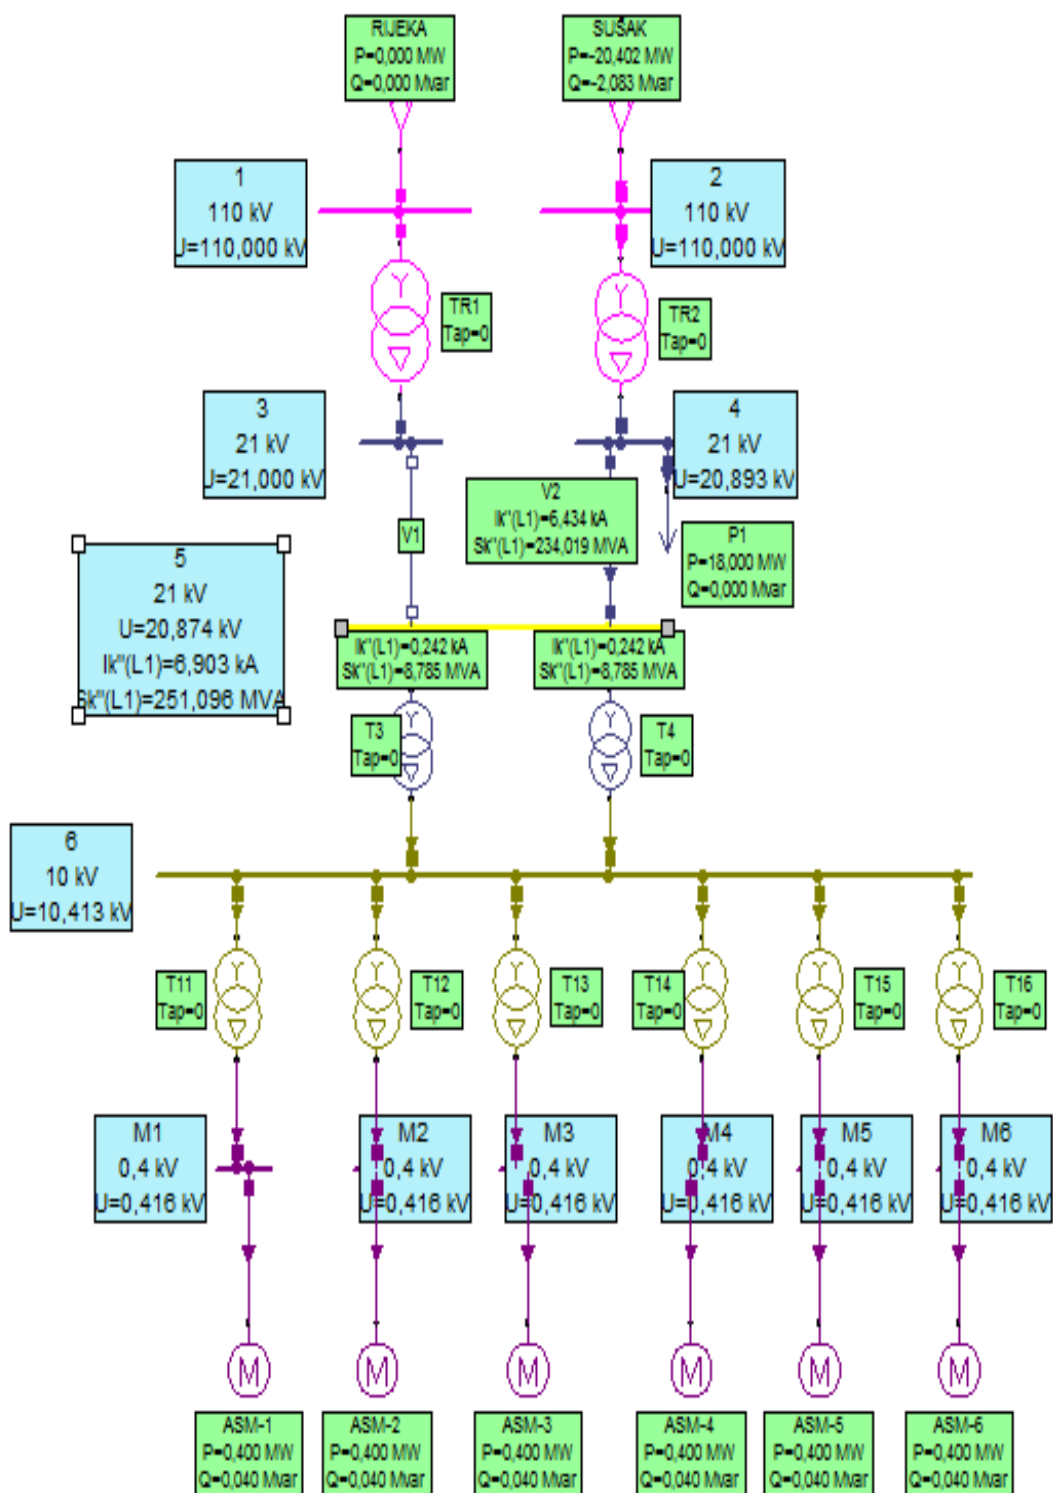 RIJEKA
P=0,000 MW
Q=0,000 Mvar
SUŠAK
P=-20,402 MW
Q=-2,083 Mvar
1
110 kV
U=110,000 kV
2
110 kV
U=110,000 kV
Y
TR1
Tap=0
Y
TR2
Tap=0
3
21 kV
U=21,000 kV
4
21 kV
U=20,893 kV
V2
Ik"(L1)=6,434 kA
Sk"(L1)=234,019 MVA
V1
P1
P=18,000 MW
Q=0,000 Mvar
5
21 kV
U=20,874 kV
Ik"(L1)=6,903 kA
Sk"(L1)=251,096 MVA
Ik"(L1)=0,242 kA
Sk"(L1)=8,785 MVA
Ik"(L1)=0,242 kA
Sk"(L1)=8,785 MVA
T3
Tap=0
Y
Y
T4
Tap=0
6
10 kV
U=10,413 kV
T11
Tap=0
Y
Y
T12
Tap=0
Y
T13
Tap=0
T14
Tap=0
Y
Y
T15
Tap=0
Y
T16
Tap=0
M1
0,4 kV
U=0,416 kV
M2
0,4 kV
U=0,416 kV
M3
0,4 kV
U=0,416 kV
M4
0,4 kV
U=0,416 kV
M5
0,4 kV
U=0,416 kV
M6
0,4 kV
U=0,416 kV
M
M
M
M
M
M
ASM-1
P=0,400 MW
Q=0,040 Mvar
ASM-2
P=0,400 MW
Q=0,040 Mvar
ASM-3
P=0,400 MW
Q=0,040 Mvar
ASM-4
P=0,400 MW
Q=0,040 Mvar
ASM-5
P=0,400 MW
Q=0,040 Mvar
ASM-6
P=0,400 MW
Q=0,040 Mvar